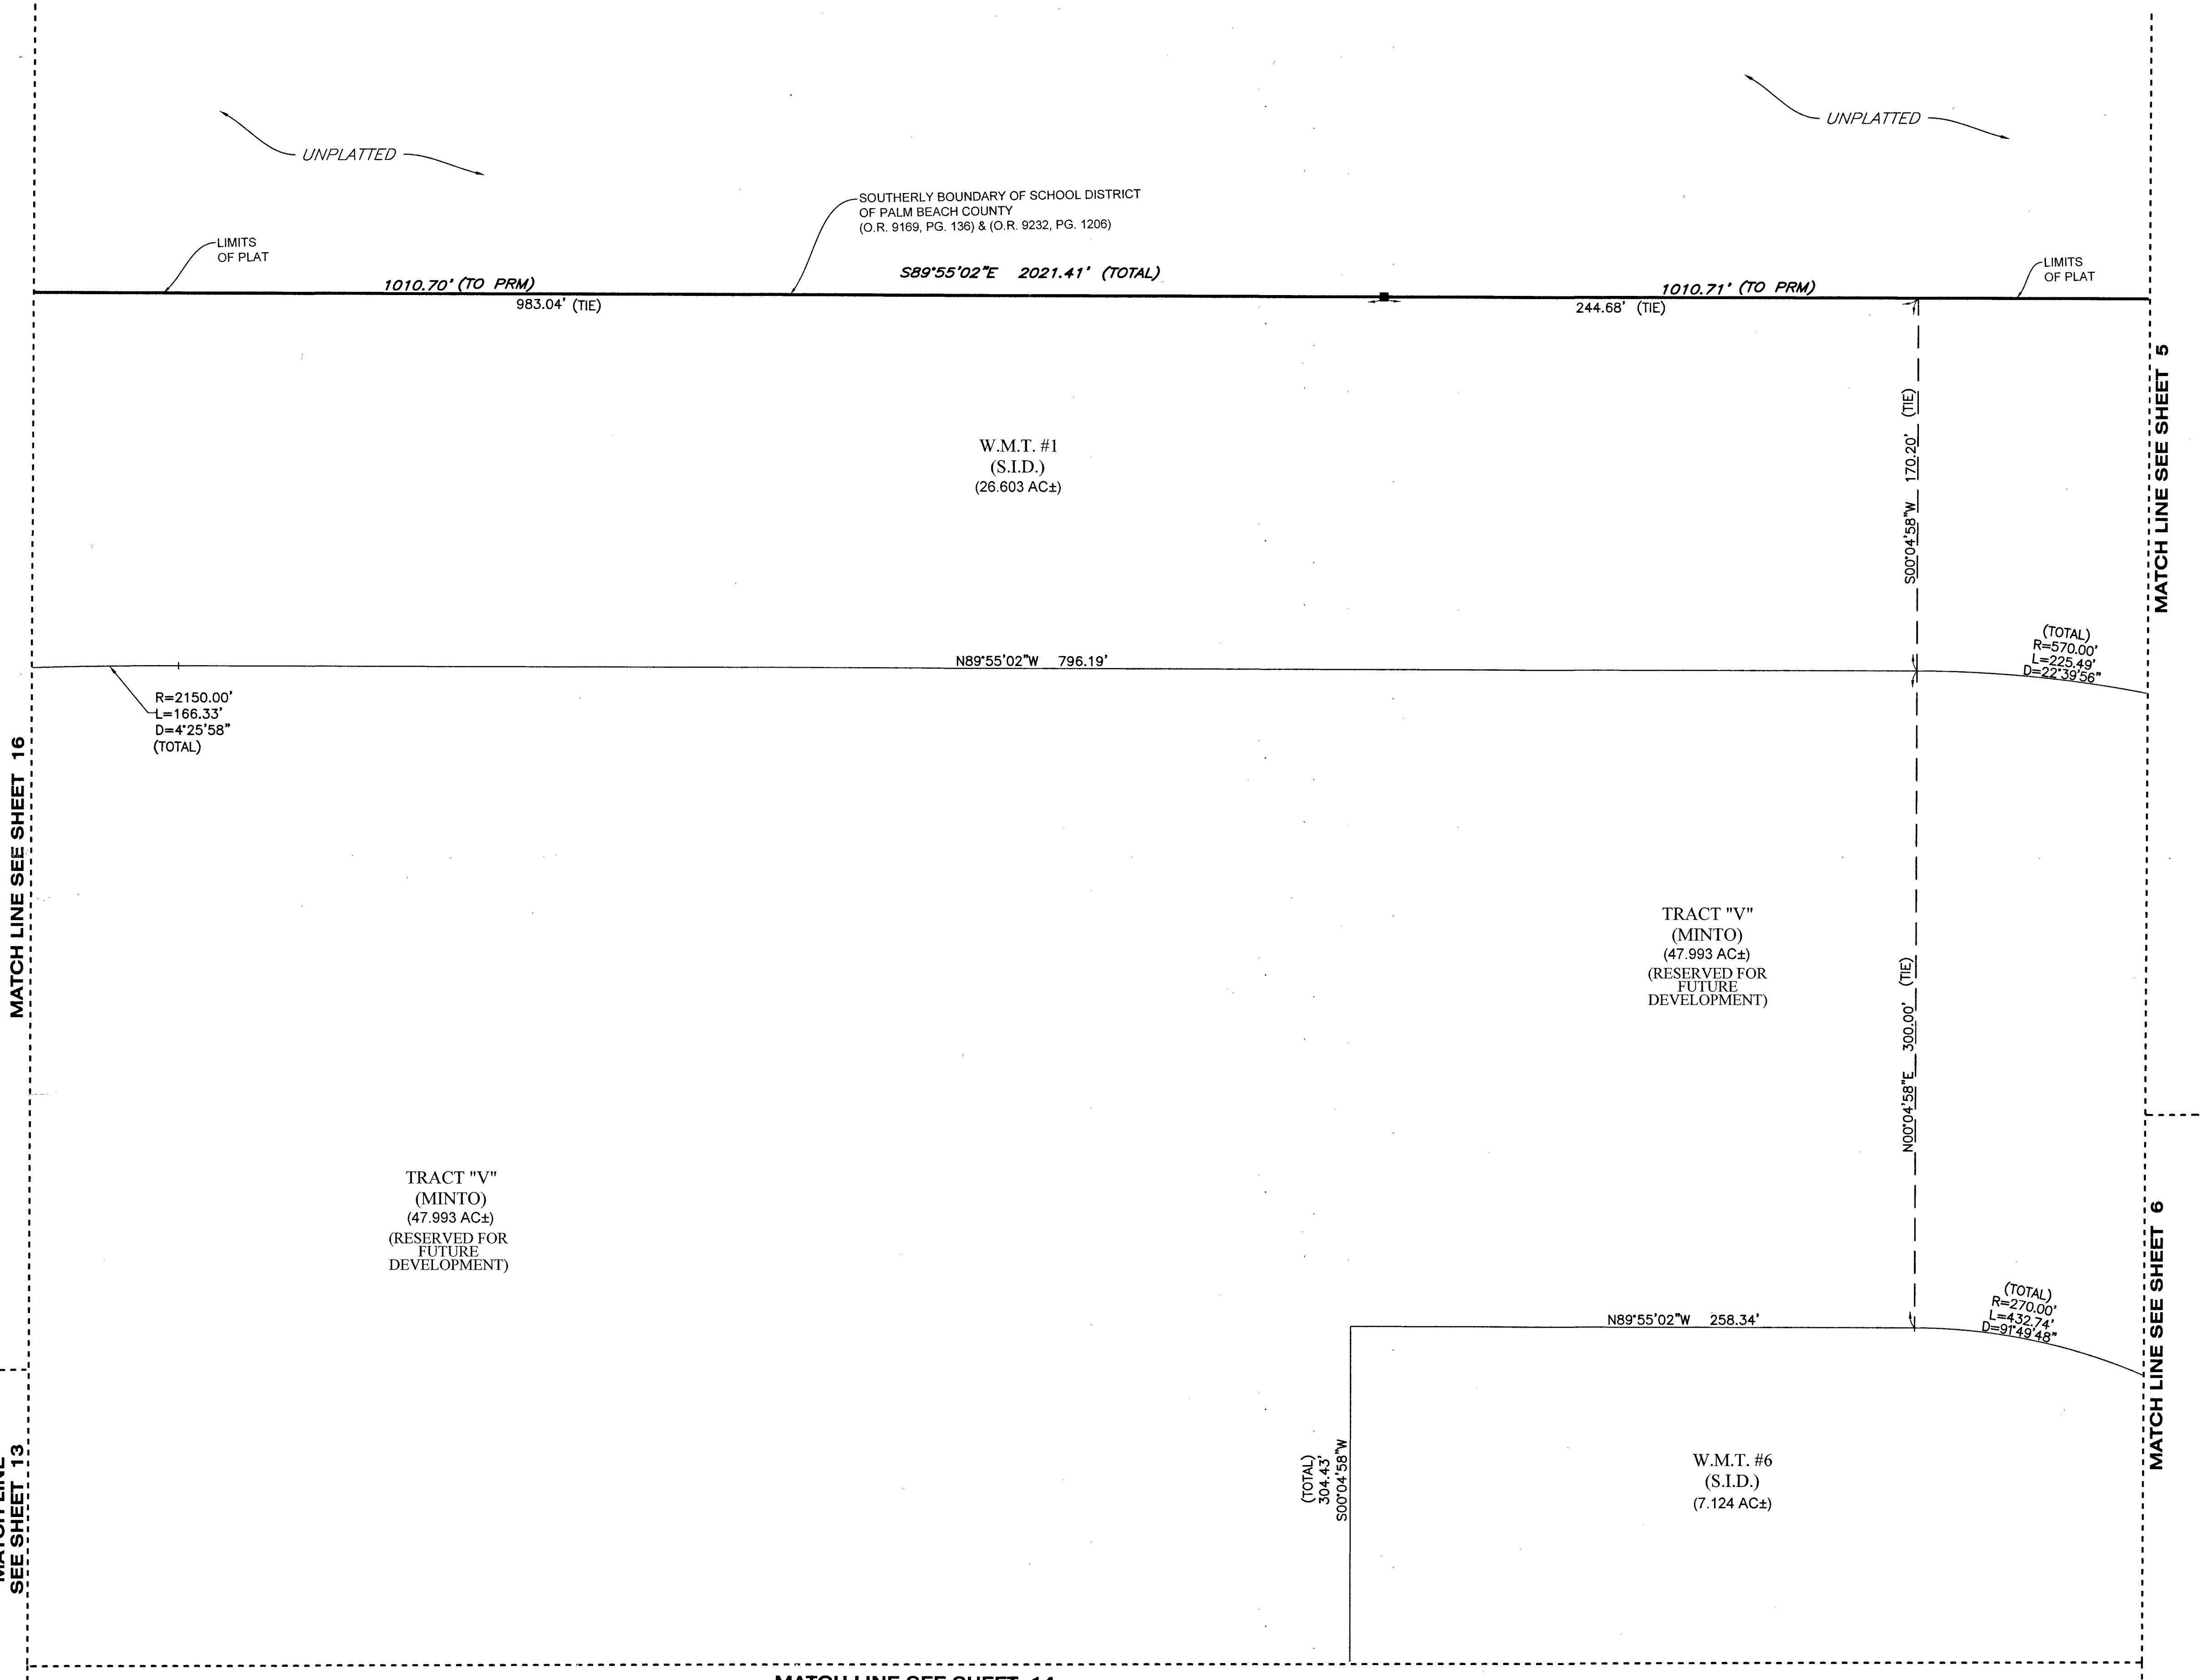 UNPLATTED
UNPLATTED
SOUTHERLY BOUNDARY OF SCHOOL DISTRICT
OF PALM BEACH COUNTY
(O.R. 9169, PG. 136) & (O.R. 9232, PG. 1206)
LIMITS
OF PLAT
LIMITS
OF PLAT
1010.70' (TO PRM)
S89°55'02"E 2021.41' (TOTAL)
1010.71' (TO PRM)
983.04' (TIE)
244.68' (TIE)
S00°04'58"W 170.20' (TIE)
MATCH LINE SEE SHEET 5
W.M.T. #1
(S.I.D.)
(26.603 AC±)
N89°55'02"W 796.19'
(TOTAL)
R=570.00'
L=225.49'
D=22°39'56"
R=2150.00'
L=166.33'
D=4°25'58"
(TOTAL)
MATCH LINE SEE SHEET 16
TRACT "V"
(MINTO)
(47.993 AC±)
(RESERVED FOR
FUTURE
DEVELOPMENT)
N00°04'58"E 300.00' (TIE)
TRACT "V"
(MINTO)
(47.993 AC±)
(RESERVED FOR
FUTURE
DEVELOPMENT)
MATCH LINE SEE SHEET 6
N89°55'02"W 258.34'
(TOTAL)
R=270.00'
L=432.74'
D=91°49'48"
(TOTAL)
304.43'
S00°04'58"W
W.M.T. #6
(S.I.D.)
(7.124 AC±)
MATCH LINE
SEE SHEET 13
MATCH LINE SEE SHEET 14